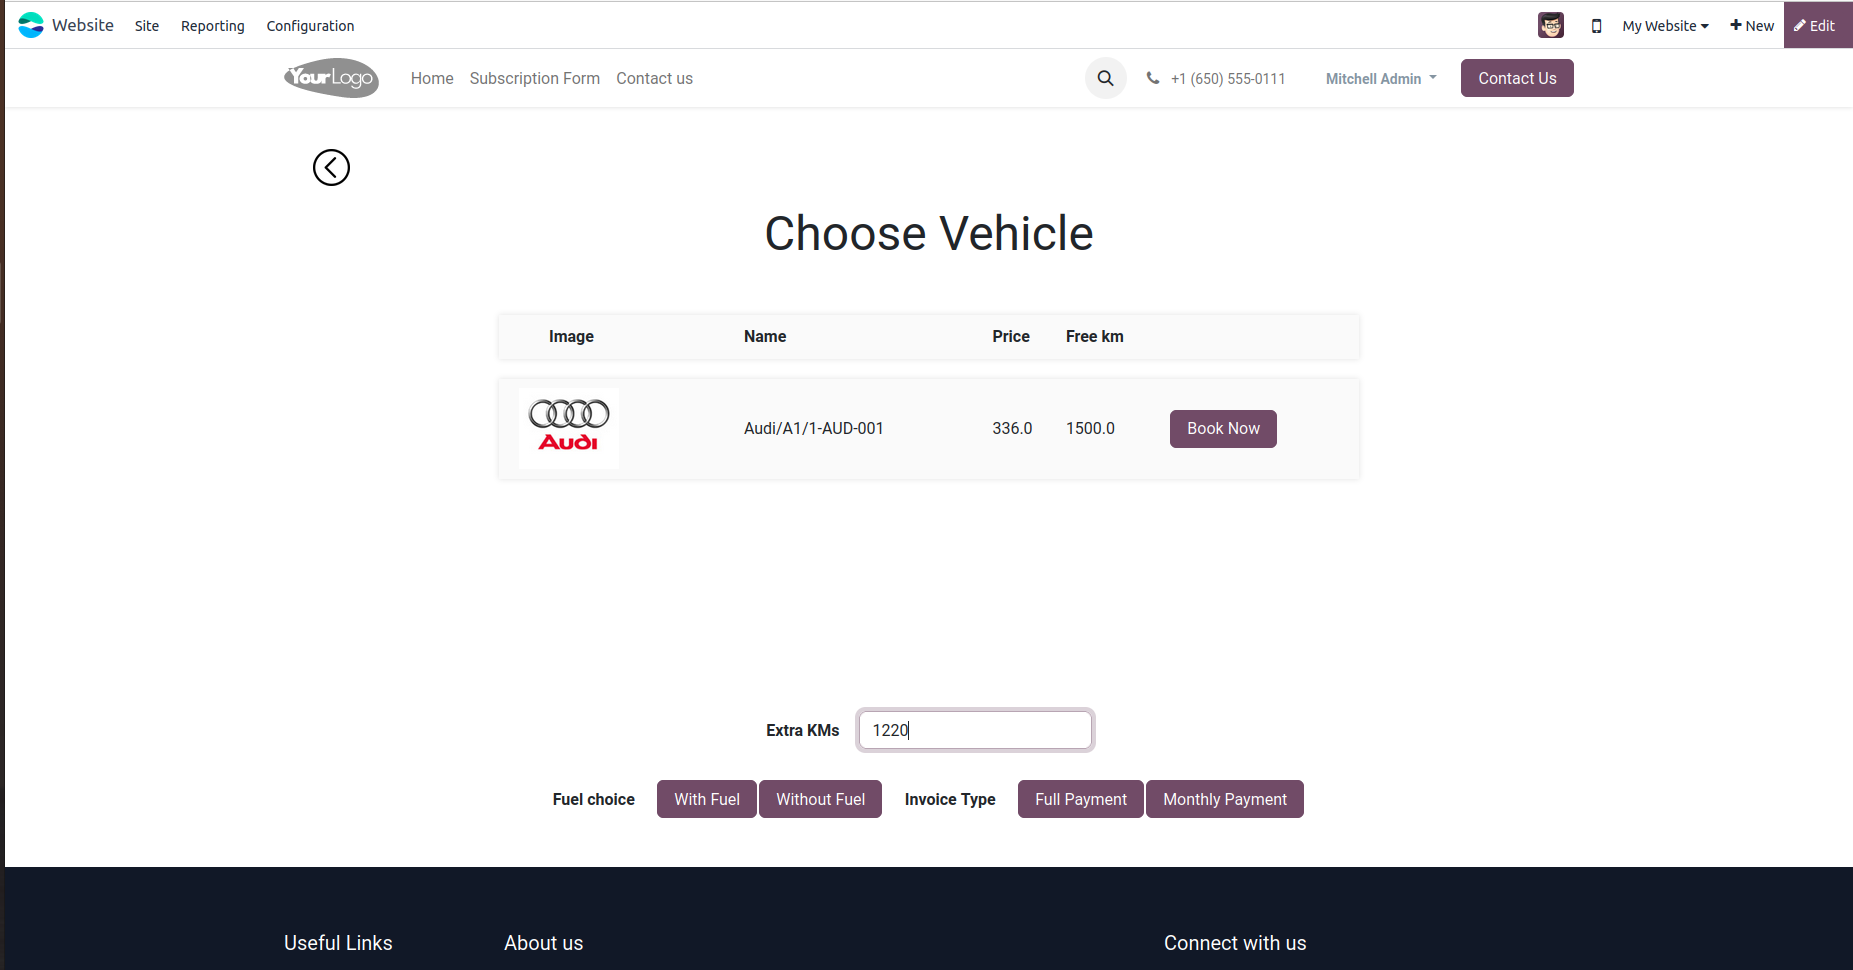 Website Site Reporting Configuration My Website + New Edit
YourLogo Home Subscription Form Contact us +1 (650) 555-0111 Mitchell Admin Contact Us
Choose Vehicle
Image Name Price Free km
Audi Audi/A1/1-AUD-001 336.0 1500.0 Book Now
Extra KMs 1220
Fuel choice With Fuel Without Fuel Invoice Type Full Payment Monthly Payment
Useful Links About us Connect with us